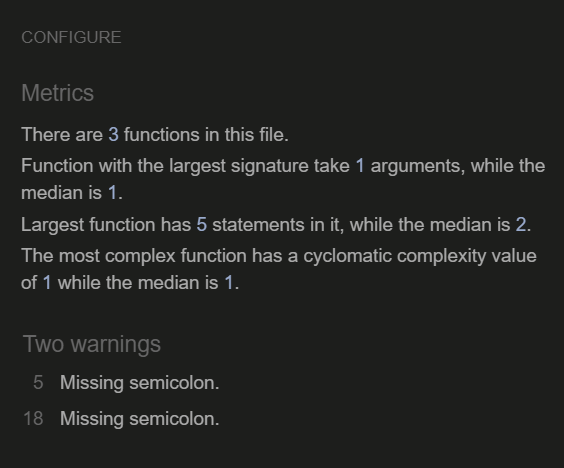 CONFIGURE
Metrics
There are 3 functions in this file.
Function with the largest signature take 1 arguments, while the
median is 1.
Largest function has 5 statements in it, while the median is 2.
The most complex function has a cyclomatic complexity value
of 1 while the median is 1.
Two warnings
5 Missing semicolon.
18 Missing semicolon.